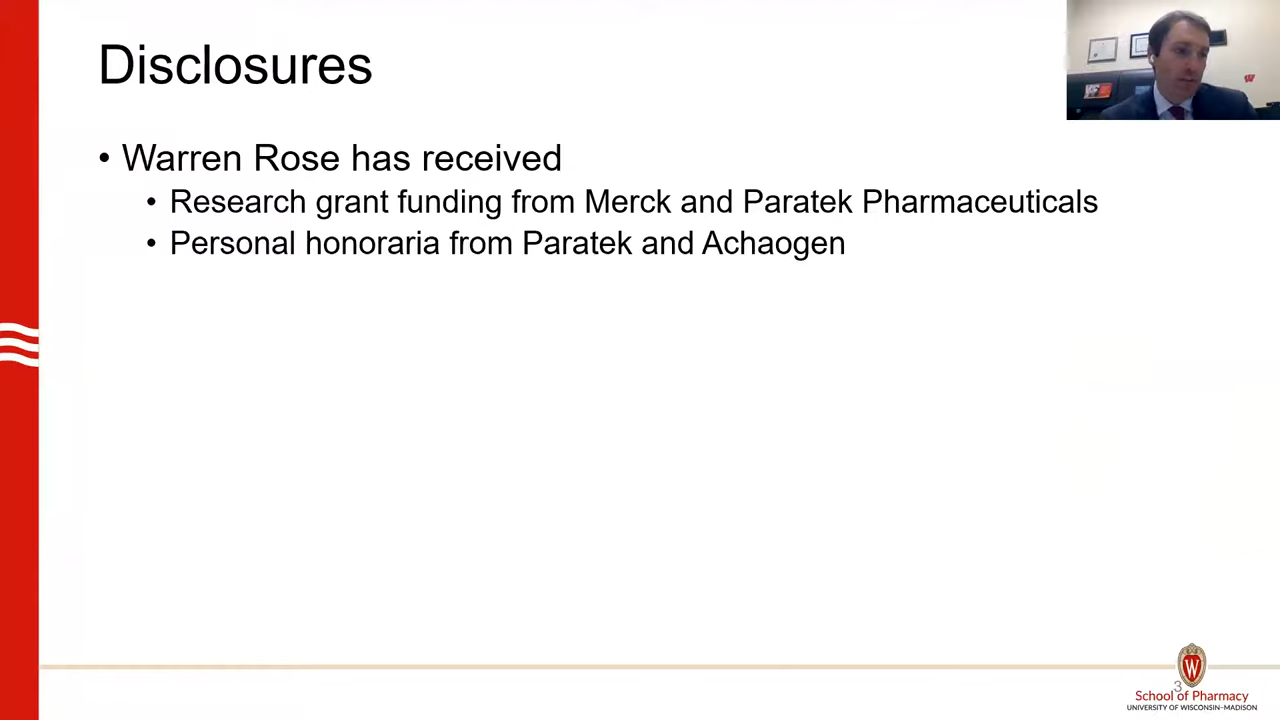 Disclosures
• Warren Rose has received
• Research grant funding from Merck and Paratek Pharmaceuticals
• Personal honoraria from Paratek and Achaogen
W
3
School of Pharmacy
UNIVERSITY OF WISCONSIN-MADISON